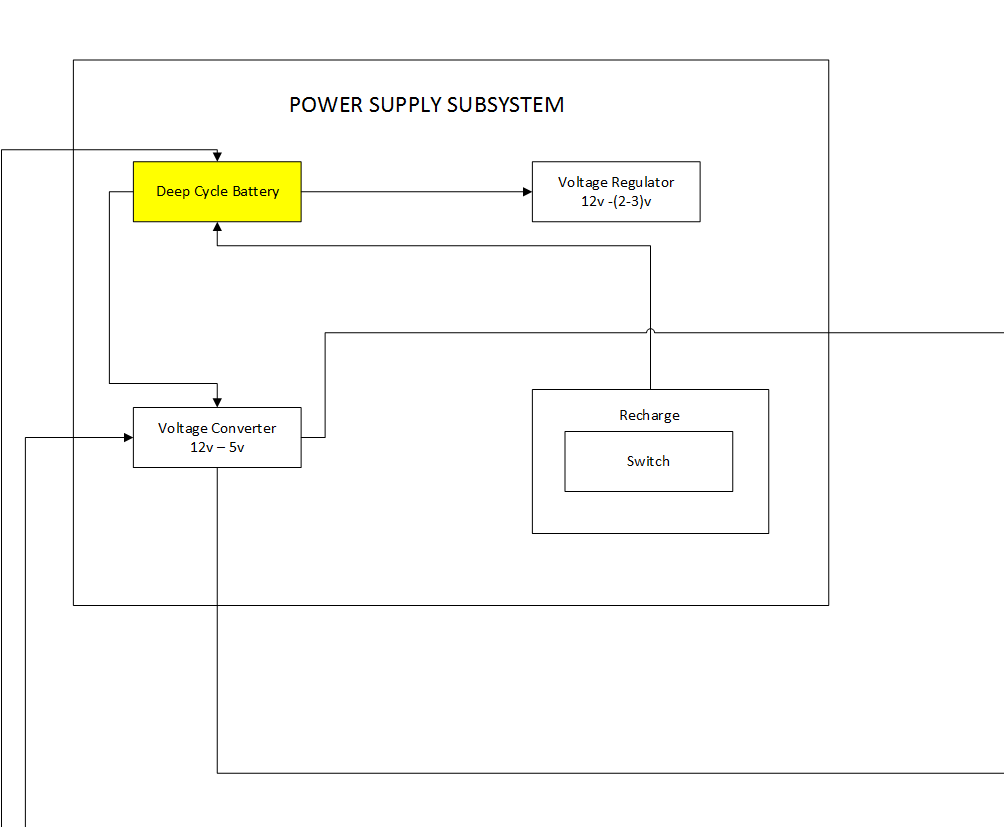 POWER SUPPLY SUBSYSTEM
Deep Cycle Battery
Voltage Regulator
12v -(2-3)v
Voltage Converter
12v – 5v
Recharge
Switch